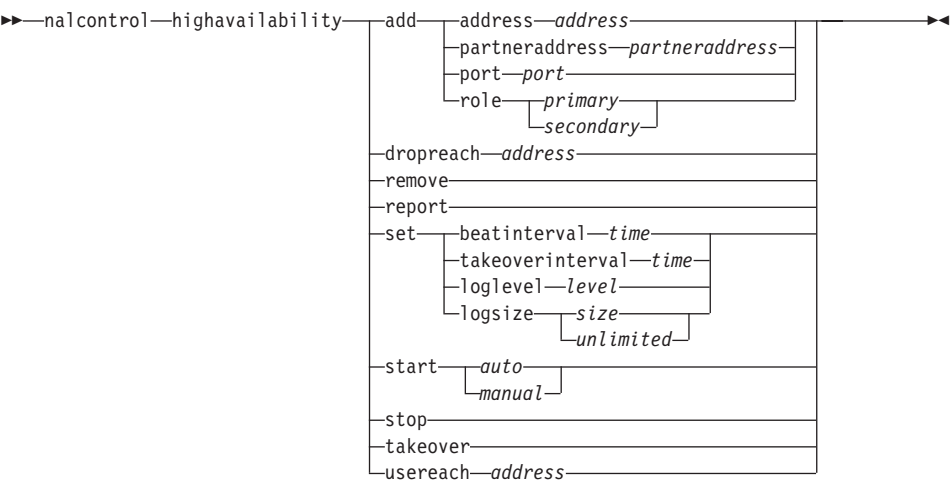 nalcontrol highavailability add address address
partneraddress partneraddress
port port
role primary
secondary
dropreach address
remove
report
set beatinterval time
takeoverinterval time
loglevel level
logsize size
unlimited
start auto
manual
stop
takeover
usereach address